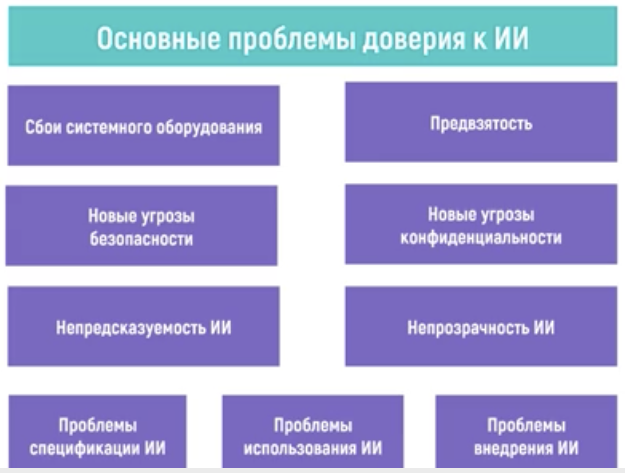 Основные проблемы доверия к ИИ
Сбои системного оборудования
Предвзятость
Новые угрозы
безопасности
Новые угрозы
конфиденциальности
Непредсказуемость ИИ
Непрозрачность ИИ
Проблемы
спецификации ИИ
Проблемы
использования ИИ
Проблемы
внедрения ИИ